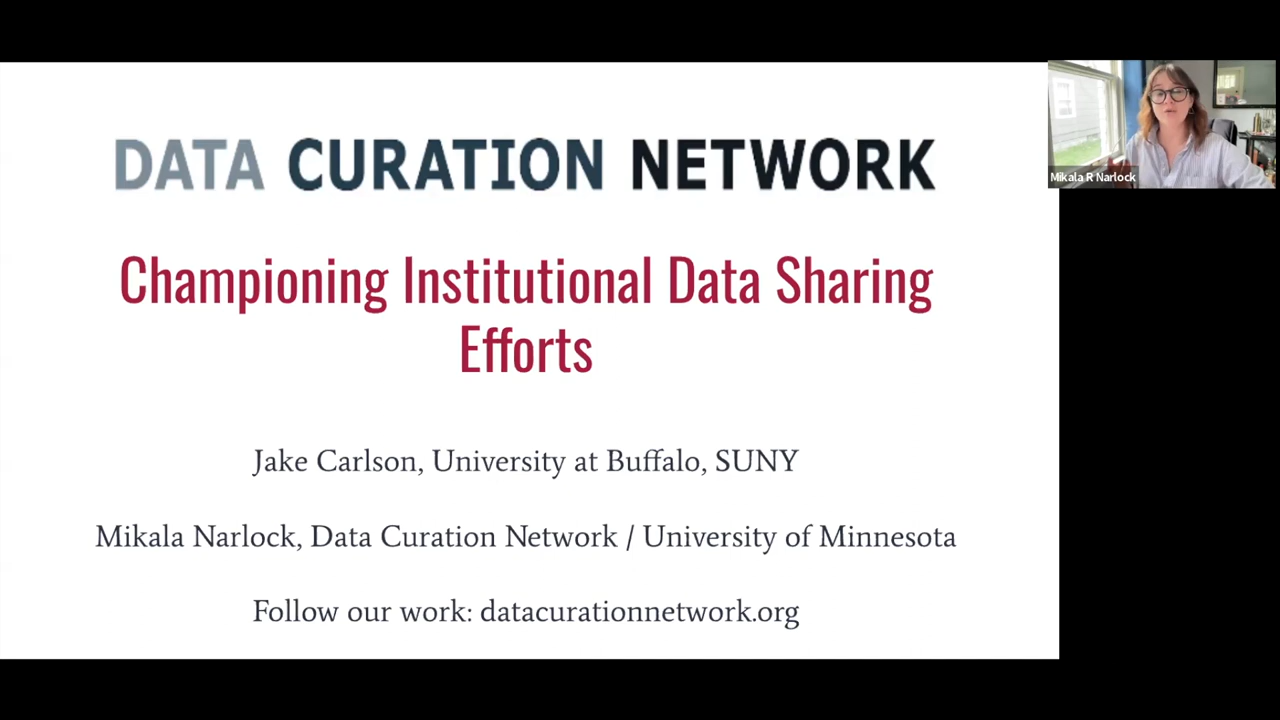 DATA CURATION NETWORK
Championing Institutional Data Sharing
Efforts
Jake Carlson, University at Buffalo, SUNY
Mikala Narlock, Data Curation Network / University of Minnesota
Follow our work: datacurationnetwork.org
Mikala R Narlock